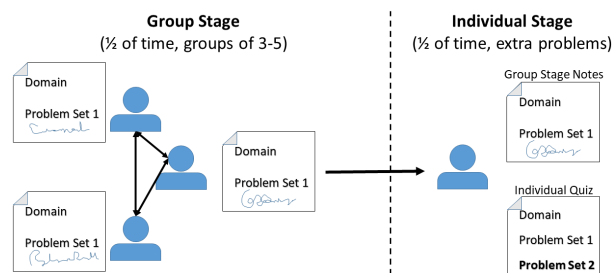 Group Stage
(½ of time, groups of 3-5)
Domain
Problem Set 1
Domain
Problem Set 1
Domain
Problem Set 1
Individual Stage
(½ of time, extra problems)
Group Stage Notes
Domain
Problem Set 1
Individual Quiz
Domain
Problem Set 1
Problem Set 2